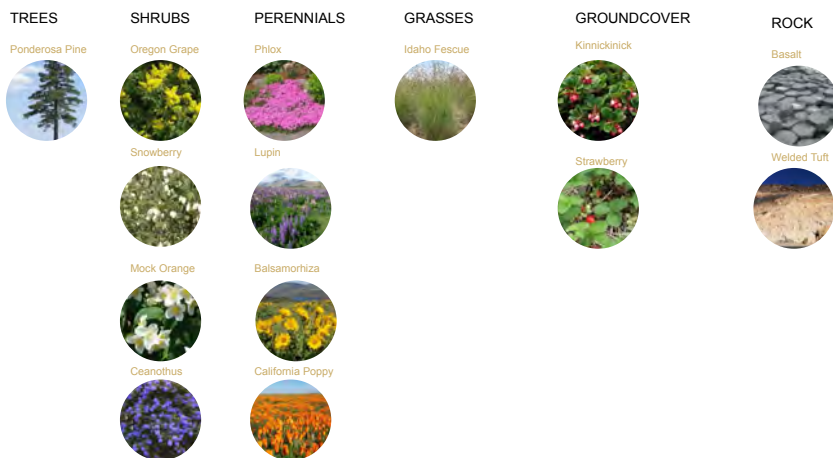 TREES
SHRUBS
PERENNIALS
GRASSES
GROUNDCOVER
ROCK
Ponderosa Pine
Oregon Grape
Phlox
Idaho Fescue
Kinnickinick
Basalt
Snowberry
Lupin
Strawberry
Welded Tuft
Mock Orange
Balsamorhiza
Ceanothus
California Poppy